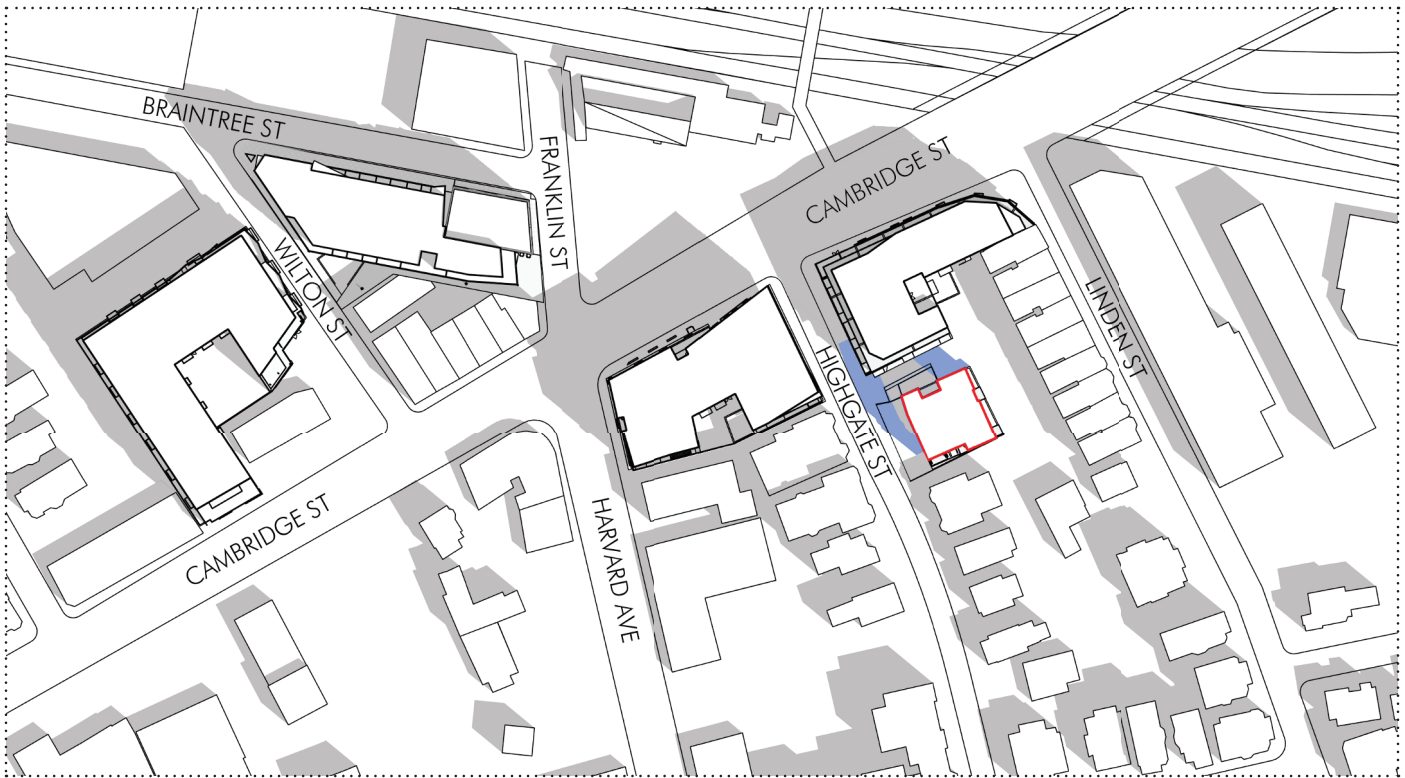 BRAINTREE ST
FRANKLIN ST
CAMBRIDGE ST
WILTON ST
LINDEN ST
HIGHGATE ST
CAMBRIDGE ST
HARVARD AVE